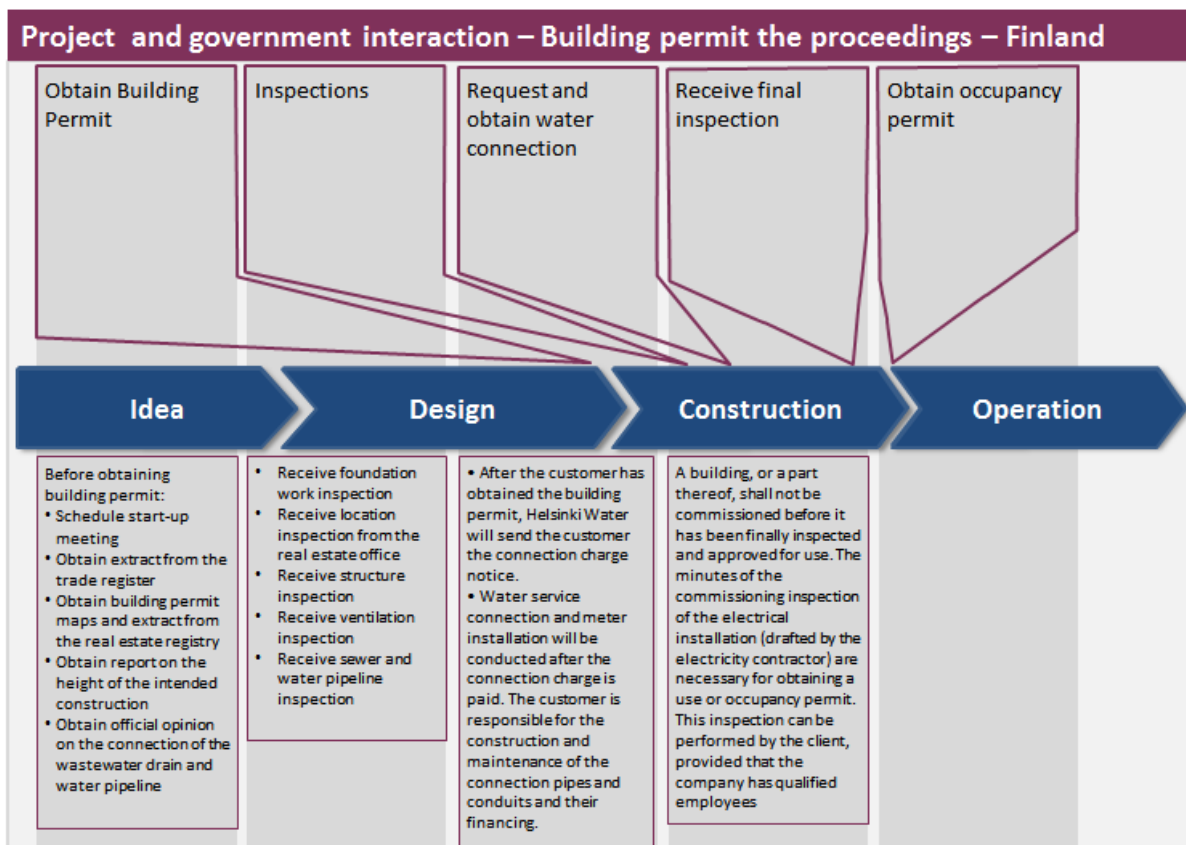 Project and government interaction – Building permit the proceedings – Finland
Obtain Building
Permit
Inspections
Request and
obtain water
connection
Receive final
inspection
Obtain occupancy
permit
Idea
Design
Construction
Operation
Before obtaining
building permit:
• Schedule start-up
meeting
• Obtain extract from the
trade register
• Obtain building permit
maps and extract from
the real estate registry
• Obtain report on the
height of the intended
construction
• Obtain official opinion
on the connection of the
wastewater drain and
water pipeline
• Receive foundation
work inspection
• Receive location
inspection from the
real estate office
• Receive structure
inspection
• Receive ventilation
inspection
• Receive sewer and
water pipeline
inspection
• After the customer has
obtained the building
permit, Helsinki Water
will send the customer
the connection charge
notice.
• Water service
connection and meter
installation will be
conducted after the
connection charge is
paid. The customer is
responsible for the
construction and
maintenance of the
connection pipes and
conduits and their
financing.
A building, or a part
thereof, shall not be
commissioned before it
has been finally inspected
and approved for use. The
minutes of the
commissioning inspection
of the electrical
installation (drafted by the
electricity contractor) are
necessary for obtaining a
use or occupancy permit.
This inspection can be
performed by the client,
provided that the
company has qualified
employees